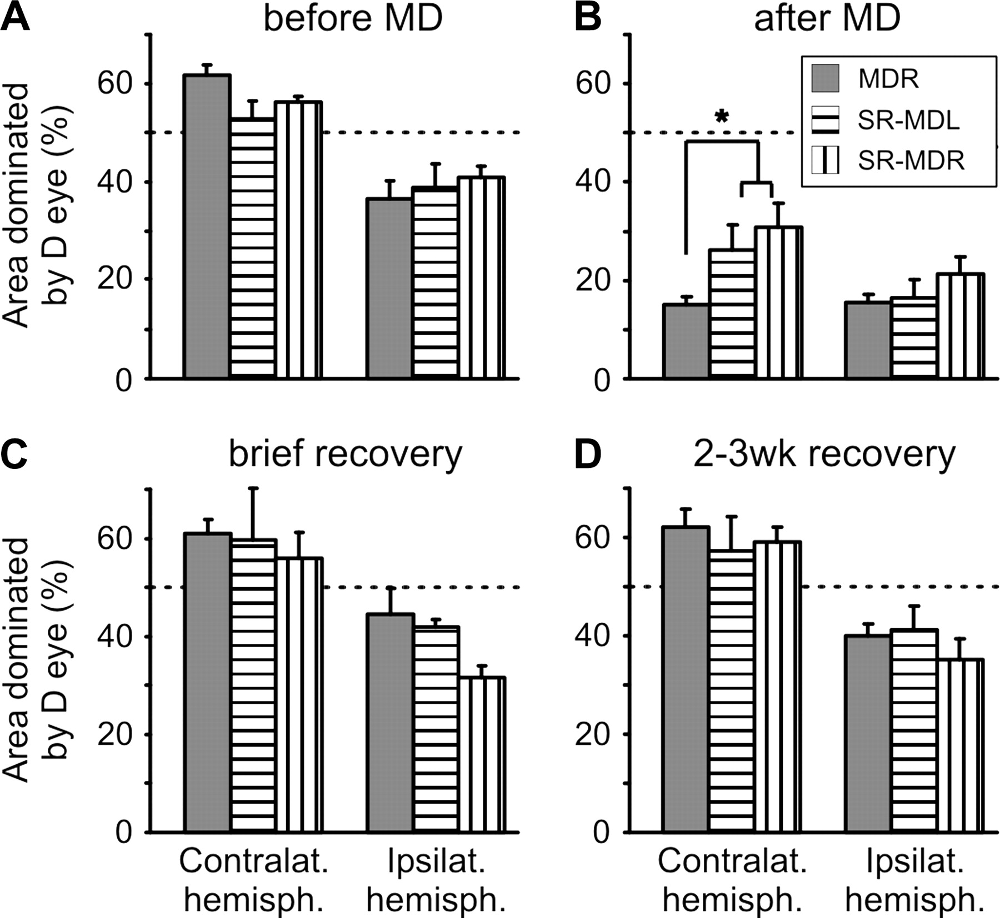 A
before MD
Area dominated
by D eye (%)
60
40
20
0
B
after MD
60
40
20
0
*
MDR
SR-MDL
SR-MDR
C
brief recovery
Area dominated
by D eye (%)
60
40
20
0
Contralat.
hemisph.
Ipsilat.
hemisph.
D
2-3wk recovery
60
40
20
0
Contralat.
hemisph.
Ipsilat.
hemisph.